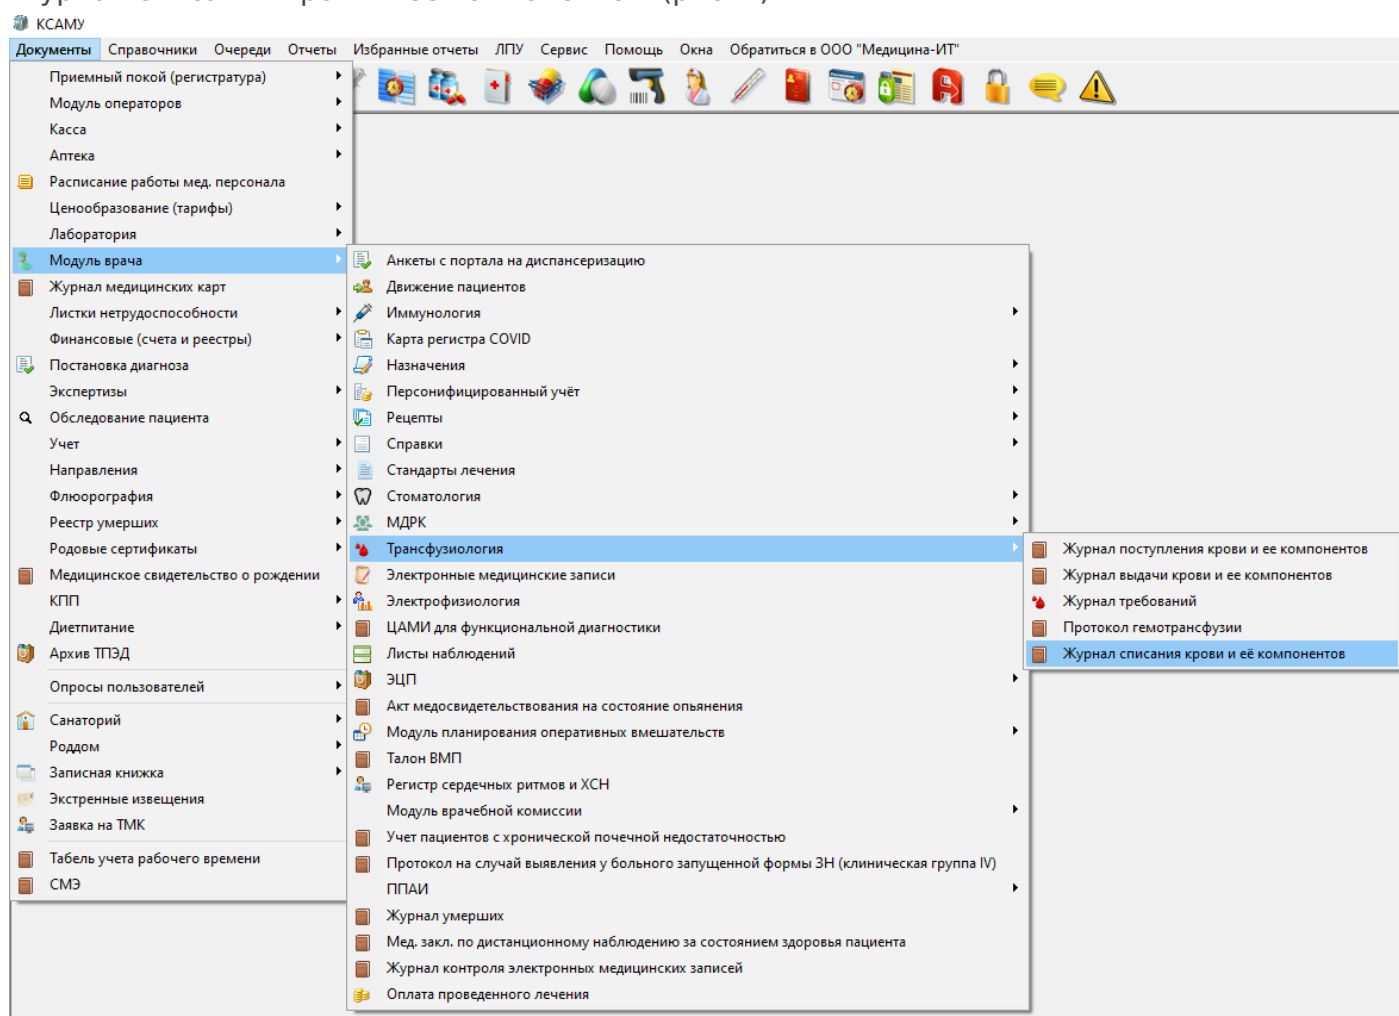 КСАМУ
Документы Справочники Очереди Отчеты Избранные отчеты ЛПУ Сервис Помощь Окна Обратиться в ООО "Медицина-ИТ"
Приемный покой (регистратура)
Модуль операторов
Касса
Аптека
Расписание работы мед. персонала
Ценообразование (тарифы)
Лаборатория
Модуль врача
Журнал медицинских карт
Листки нетрудоспособности
Финансовые (счета и реестры)
Постановка диагноза
Экспертизы
Обследование пациента
Учет
Направления
Флюорография
Реестр умерших
Родовые сертификаты
Медицинское свидетельство о рождении
КПП
Диетпитание
Архив ТПЭД
Опросы пользователей
Санаторий
Роддом
Записная книжка
Экстренные извещения
Заявка на ТМК
Табель учета рабочего времени
СМЭ
Анкеты с портала на диспансеризацию
Движение пациентов
Иммунология
Карта регистра COVID
Назначения
Персонифицированный учёт
Рецепты
Справки
Стандарты лечения
Стоматология
МДРК
Трансфузиология
Электронные медицинские записи
Электрофизиология
ЦАМИ для функциональной диагностики
Листы наблюдений
ЭЦП
Акт медосвидетельствования на состояние опьянения
Модуль планирования оперативных вмешательств
Талон ВМП
Регистр сердечных ритмов и ХСН
Модуль врачебной комиссии
Учет пациентов с хронической почечной недостаточностью
Протокол на случай выявления у больного запущенной формы ЗН (клиническая группа IV)
ППАИ
Журнал умерших
Мед. закл. по дистанционному наблюдению за состоянием здоровья пациента
Журнал контроля электронных медицинских записей
Оплата проведенного лечения
Журнал поступления крови и ее компонентов
Журнал выдачи крови и ее компонентов
Журнал требований
Протокол гемотрансфузии
Журнал списания крови и её компонентов